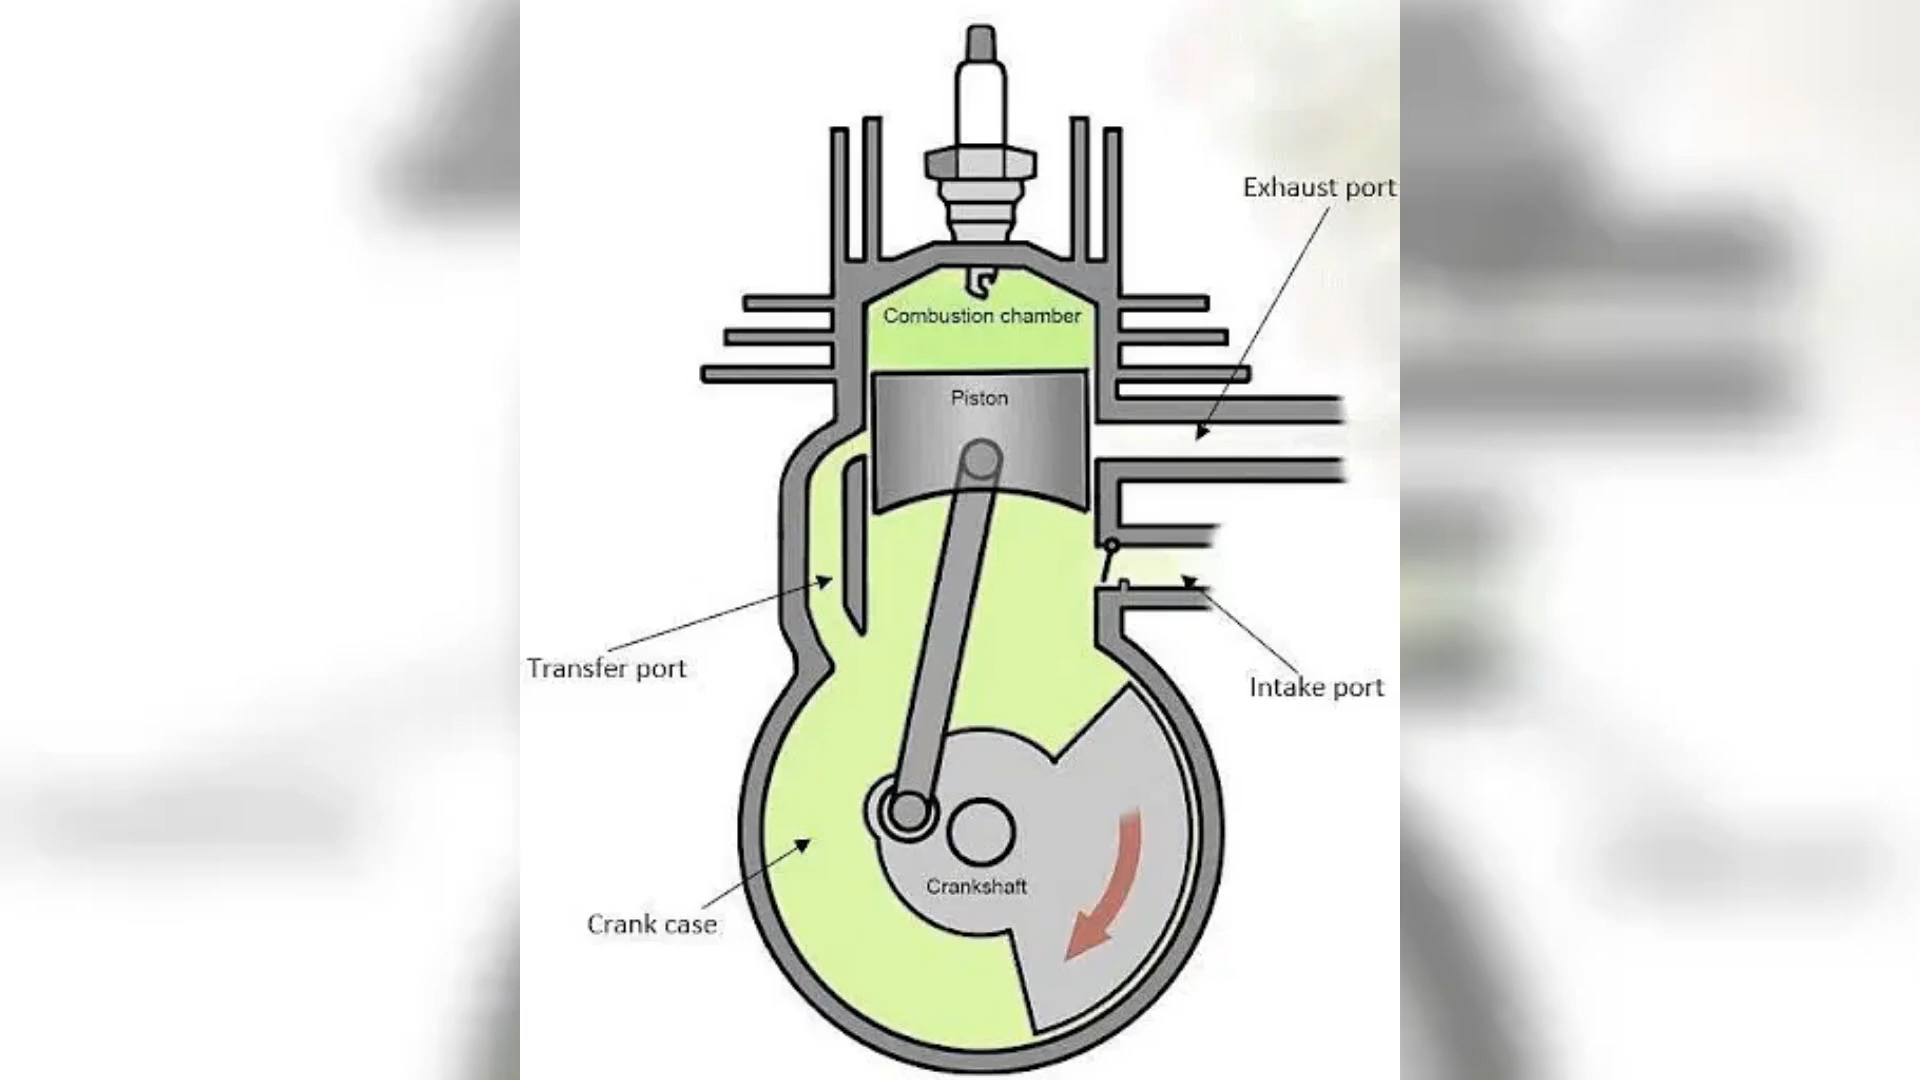 Exhaust port
Combustion chamber
Piston
Transfer port
Intake port
Crankshaft
Crank case